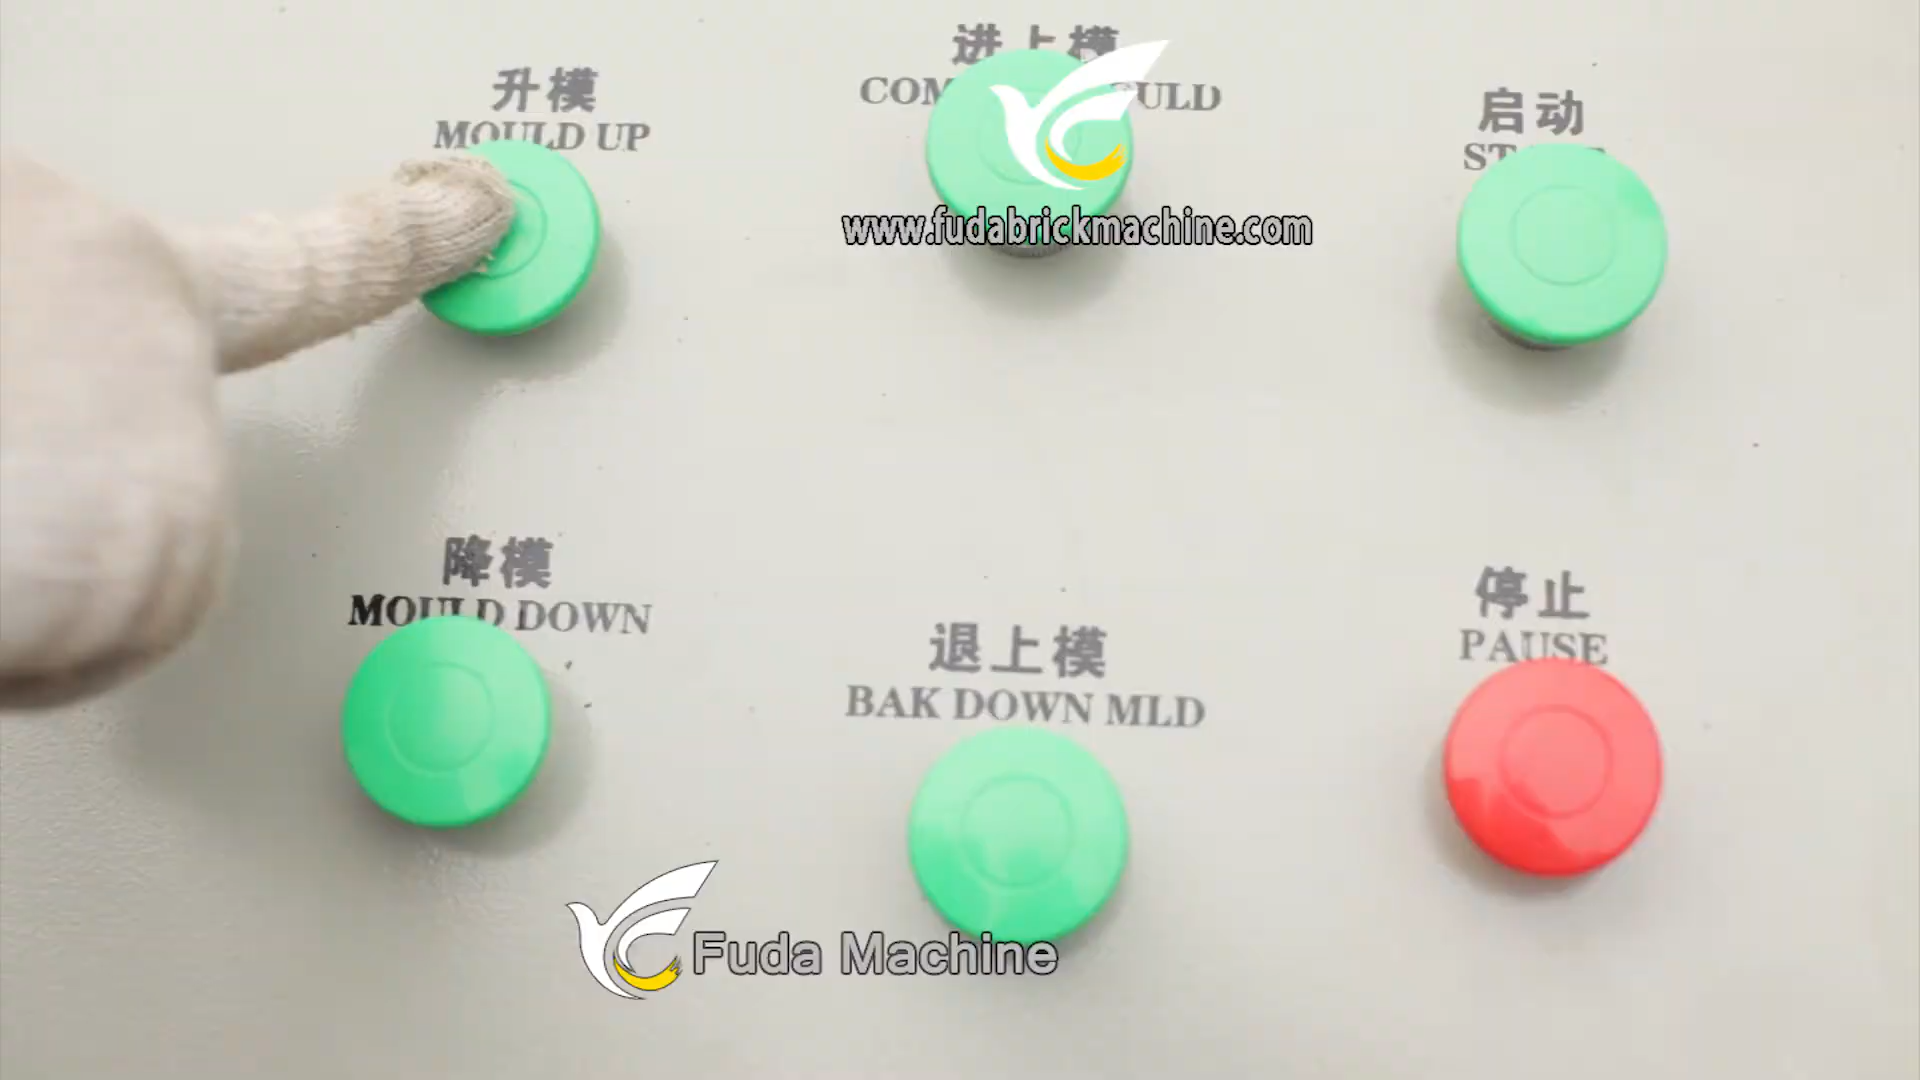 升模
MOULD UP
进上模
启动
降模
MOULD DOWN
退上模
BAK DOWN MLD
停止
PAUSE
www.fudabrickmachine.com
Fuda Machine